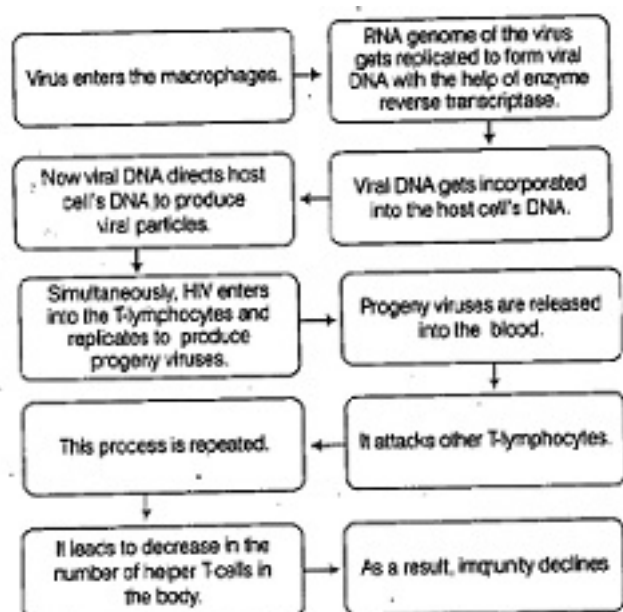 Virus enters the macrophages.
RNA genome of the virus
gets replicated to form viral
DNA with the help of enzyme
reverse transcriptase.
Viral DNA gets incorporated
into the host cell's DNA.
Now viral DNA directs host
cell's DNA to produce
viral particles.
Simultaneously, HIV enters
into the T-lymphocytes and
replicates to produce
progeny viruses.
Progeny viruses are released
into the blood.
It attacks other T-lymphocytes.
This process is repeated.
It leads to decrease in the
number of helper T-cells in
the body.
As a result, immunity declines